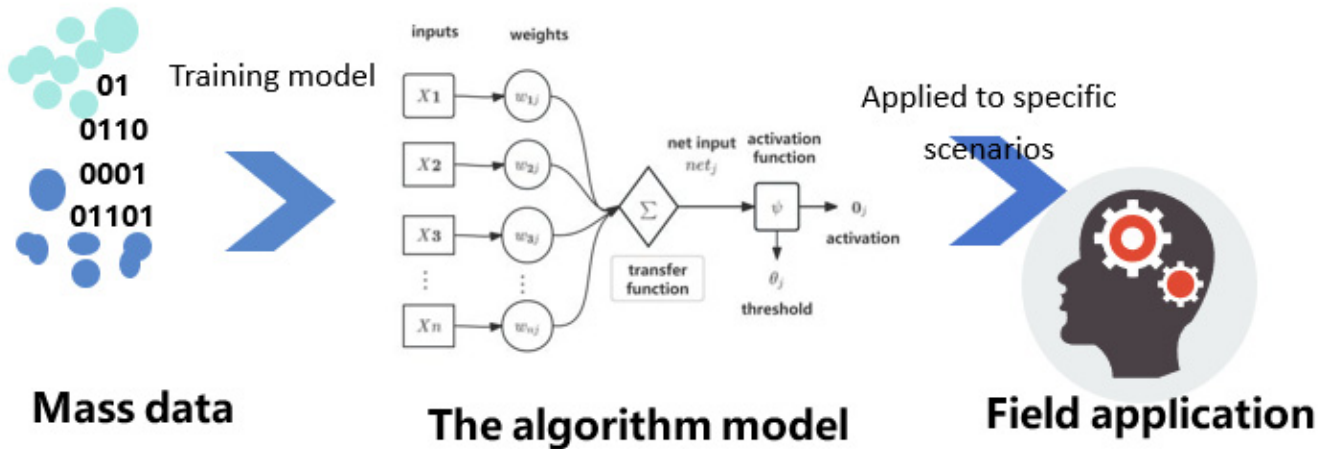 01
0110
0001
01101
Mass data
Training model
inputs
weights
X1
w1j
X2
w2j
X3
w3j
⋮
⋮
Xn
wnj
Σ
transfer
function
net input
netj
activation
function
ψ
0j
activation
θj
threshold
The algorithm model
Applied to specific
scenarios
Field application